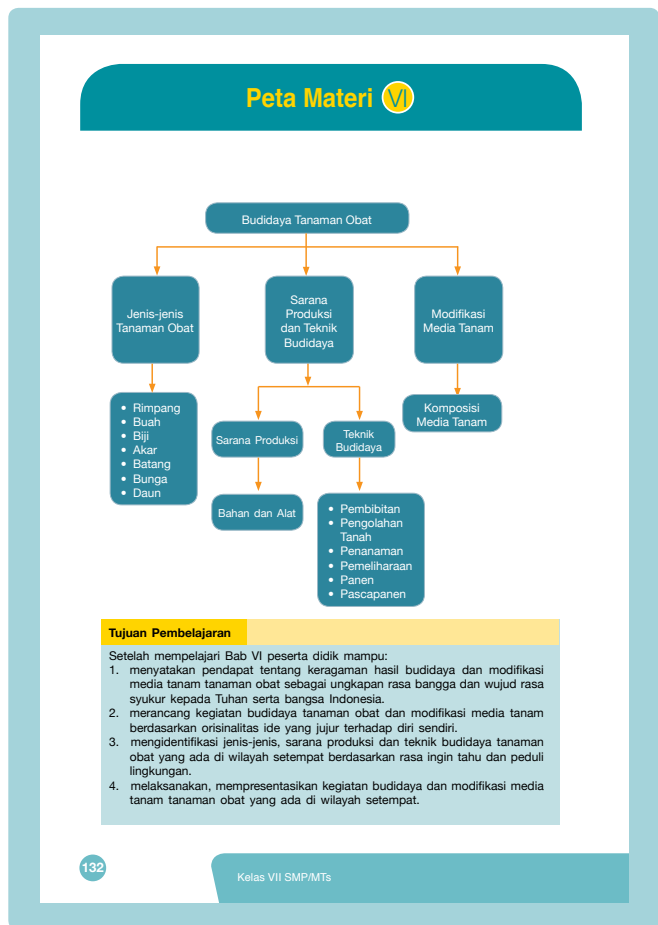 Peta Materi VI
Budidaya Tanaman Obat
Jenis-jenis
Tanaman Obat
Sarana
Produksi
dan Teknik
Budidaya
Modifikasi
Media Tanam
• Rimpang
• Buah
• Biji
• Akar
• Batang
• Bunga
• Daun
Sarana Produksi
Teknik
Budidaya
Komposisi
Media Tanam
Bahan dan Alat
• Pembibitan
• Pengolahan
Tanah
• Penanaman
• Pemeliharaan
• Panen
• Pascapanen
Tujuan Pembelajaran
Setelah mempelajari Bab VI peserta didik mampu:
1. menyatakan pendapat tentang keragaman hasil budidaya dan modifikasi
media tanam tanaman obat sebagai ungkapan rasa bangga dan wujud rasa
syukur kepada Tuhan serta bangsa Indonesia.
2. merancang kegiatan budidaya tanaman obat dan modifikasi media tanam
berdasarkan orisinalitas ide yang jujur terhadap diri sendiri.
3. mengidentifikasi jenis-jenis, sarana produksi dan teknik budidaya tanaman
obat yang ada di wilayah setempat berdasarkan rasa ingin tahu dan peduli
lingkungan.
4. melaksanakan, mempresentasikan kegiatan budidaya dan modifikasi media
tanam tanaman obat yang ada di wilayah setempat.
132
Kelas VII SMP/MTs